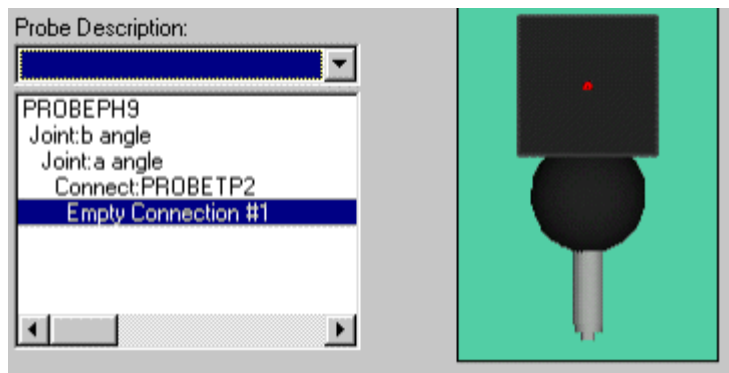 Probe Description:
PROBEPH9
Joint:b angle
Joint:a angle
Connect:PROBETP2
Empty Connection #1